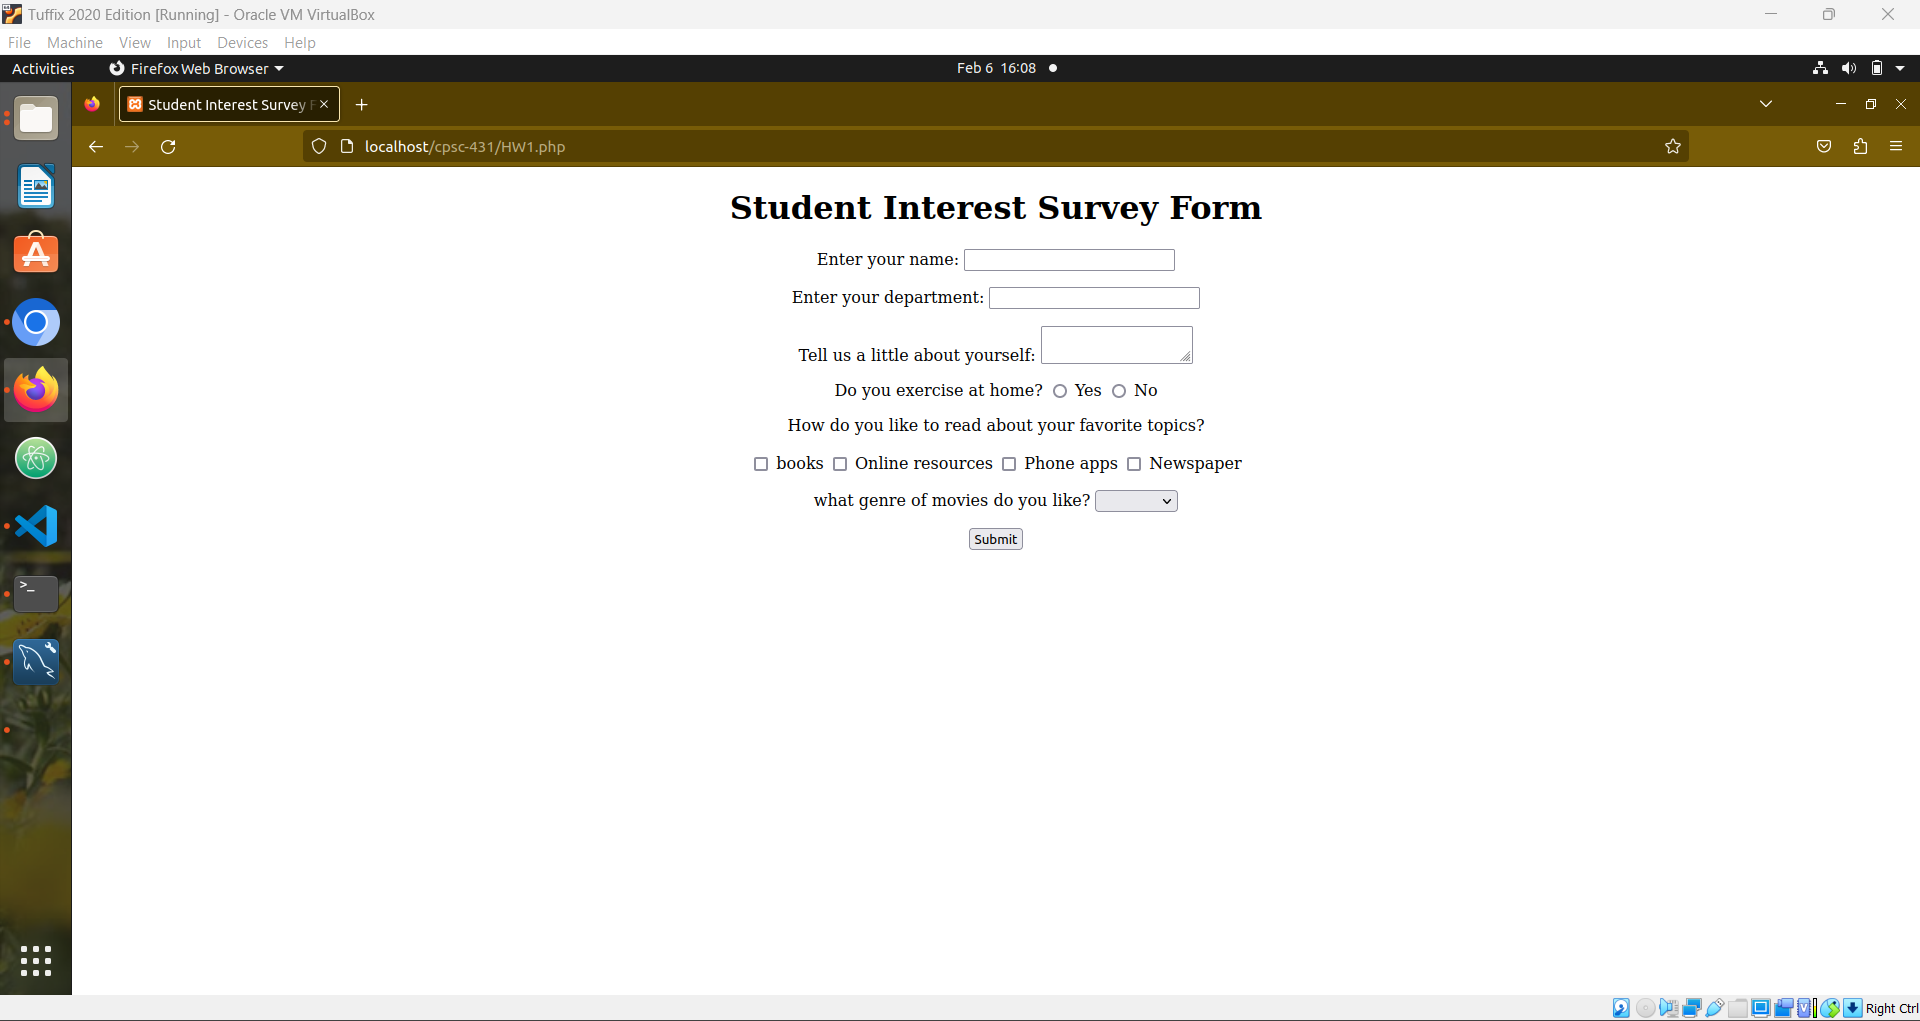 Tuffix 2020 Edition [Running] - Oracle VM VirtualBox
File Machine View Input Devices Help
Activities Firefox Web Browser Feb 6 16:08
Student Interest Survey F
localhost/cpsc-431/HW1.php
Student Interest Survey Form
Enter your name:
Enter your department:
Tell us a little about yourself:
Do you exercise at home? Yes No
How do you like to read about your favorite topics?
books Online resources Phone apps Newspaper
what genre of movies do you like?
Submit
Right Ctrl